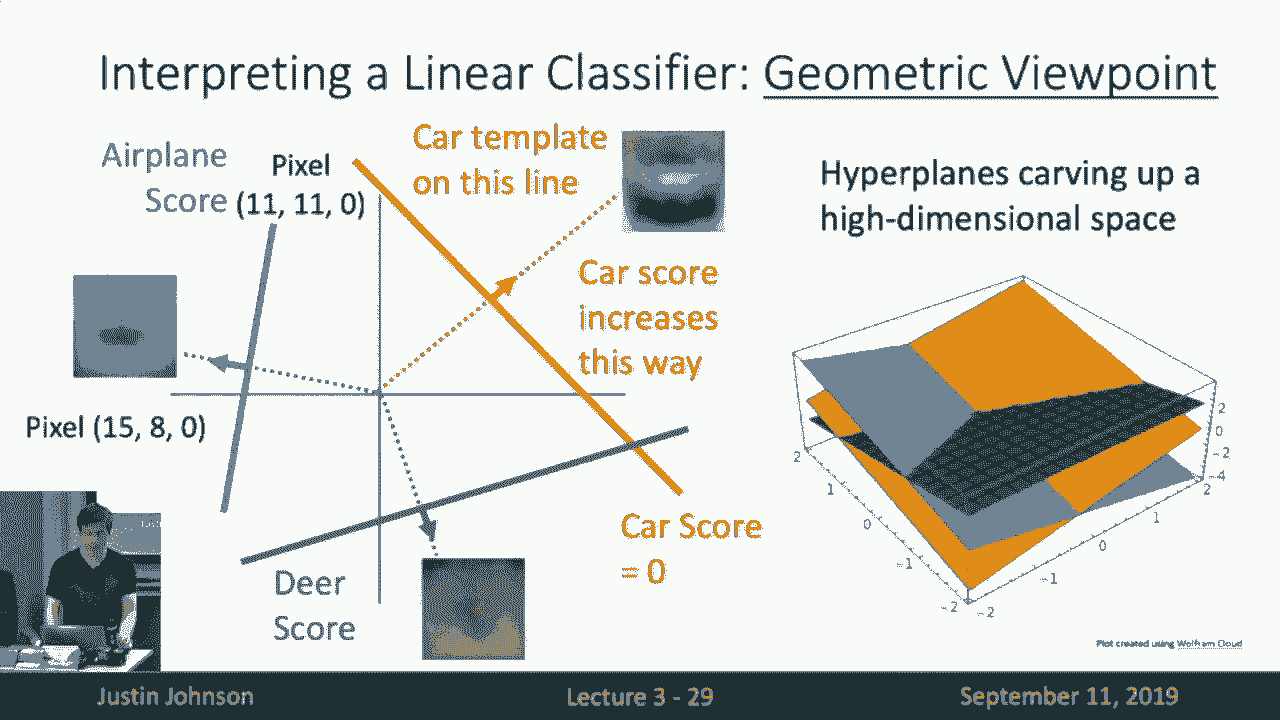 Interpreting a Linear Classifier: Geometric Viewpoint
Airplane
Score
Pixel
(11, 11, 0)
Car template
on this line
Car score
increases
this way
Pixel (15, 8, 0)
Deer
Score
Car Score
= 0
Hyperplanes carving up a
high-dimensional space
2
1
0
-1
-2
-2
-1
0
1
2
2
0
-2
-4
Plot created using Wolfram Cloud
Justin Johnson
Lecture 3 - 29
September 11, 2019